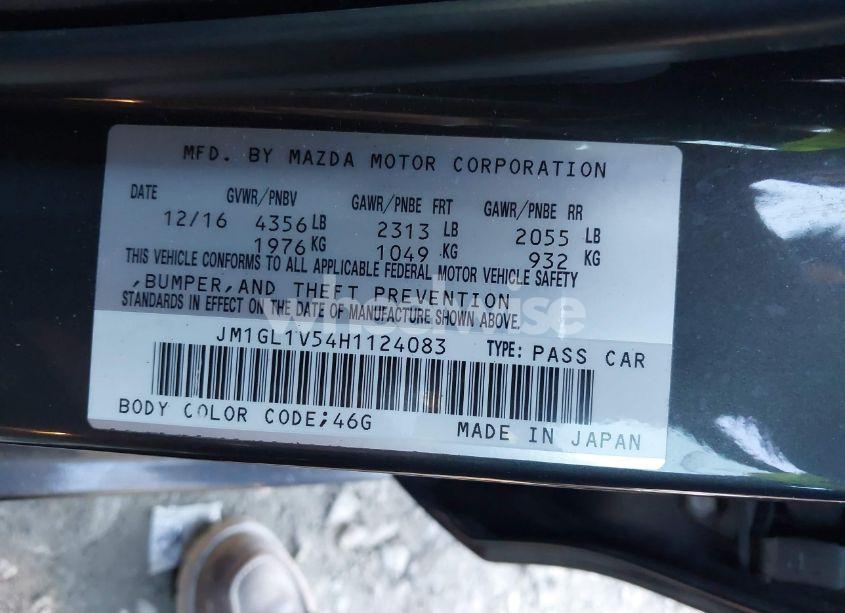 MFD. BY MAZDA MOTOR CORPORATION
DATE GVWR/PNBV GAWR/PNBE FRT GAWR/PNBE RR
12/16 4356 LB 2313 LB 2055 LB
1976 KG 1049 KG 932 KG
THIS VEHICLE CONFORMS TO ALL APPLICABLE FEDERAL MOTOR VEHICLE SAFETY
,BUMPER,AND THEFT PREVENTION
STANDARDS IN EFFECT ON THE DATE OF MANUFACTURE SHOWN ABOVE.
JM1GL1V54H1124083 TYPE: PASS CAR
BODY COLOR CODE;46G MADE IN JAPAN